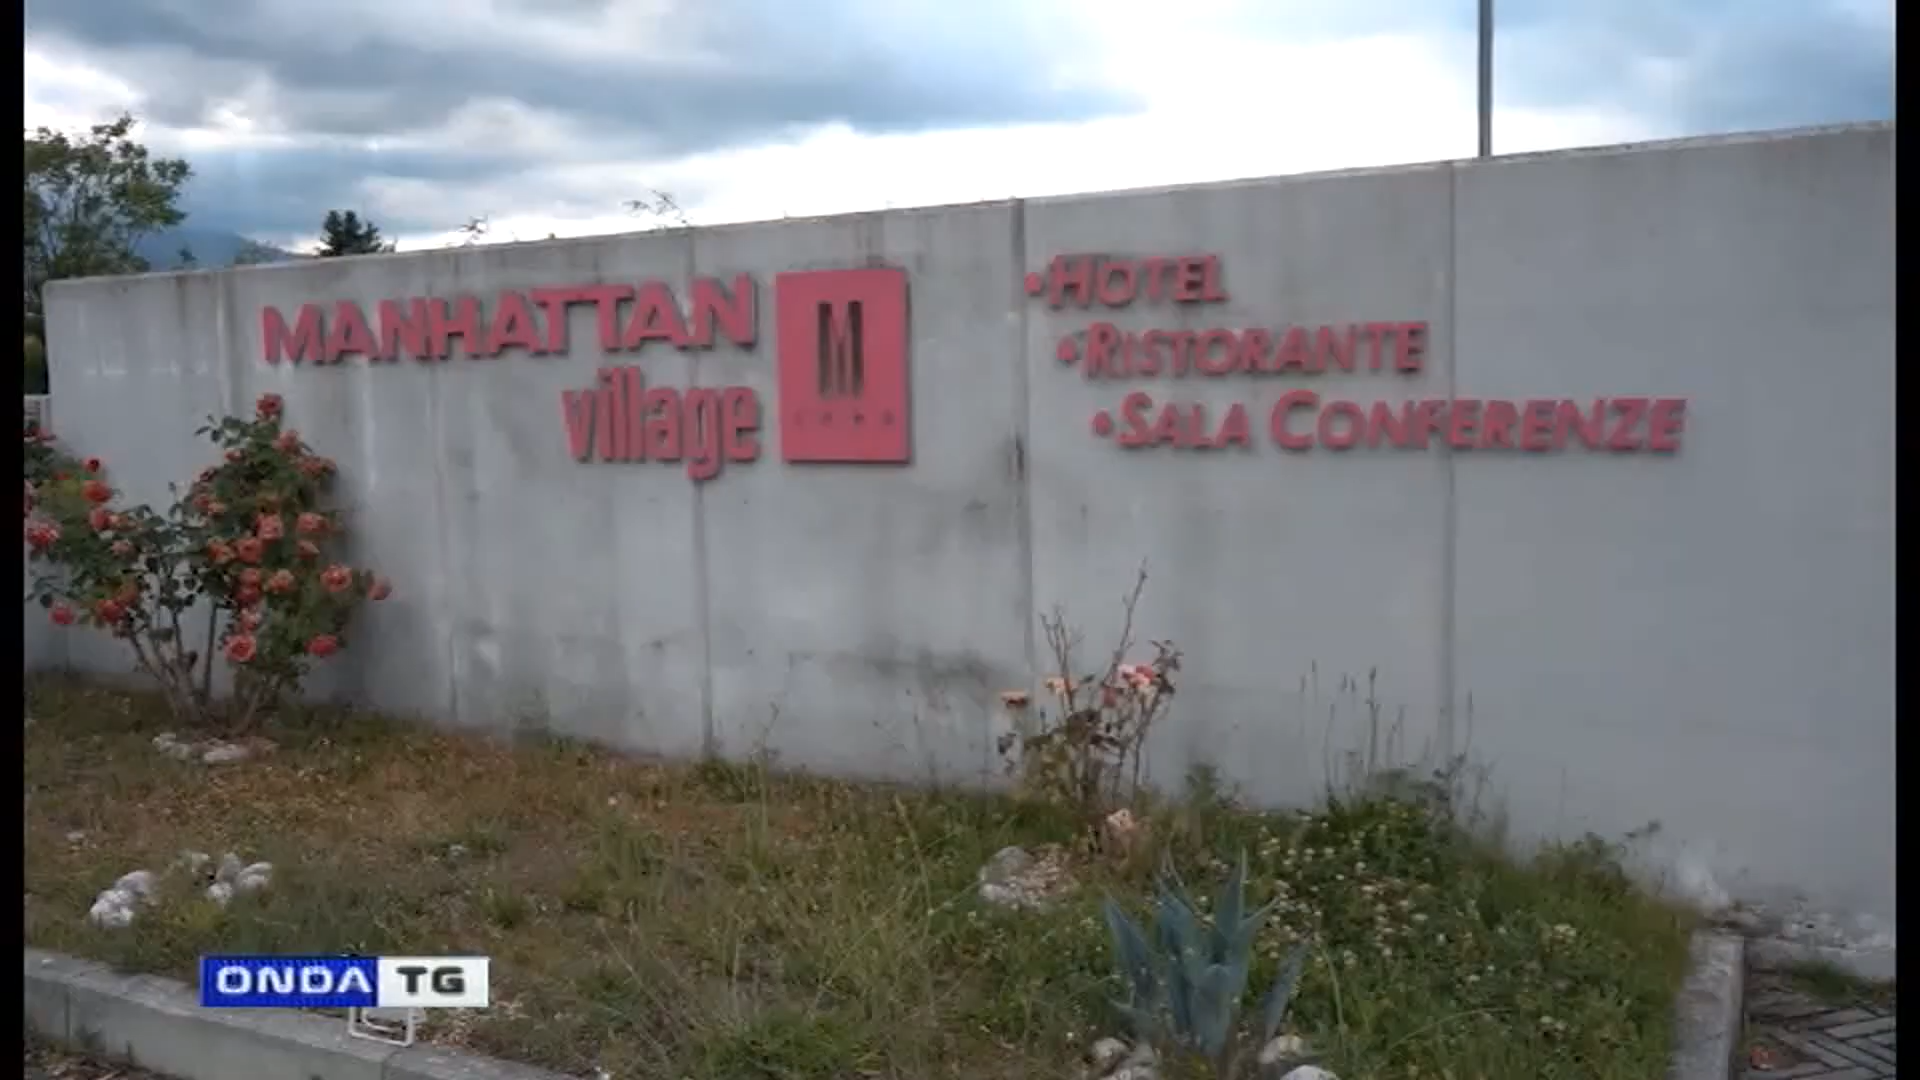 MANHATTAN
village
M
•HOTEL
•RISTORANTE
•SALA CONFERENZE
ONDA TG